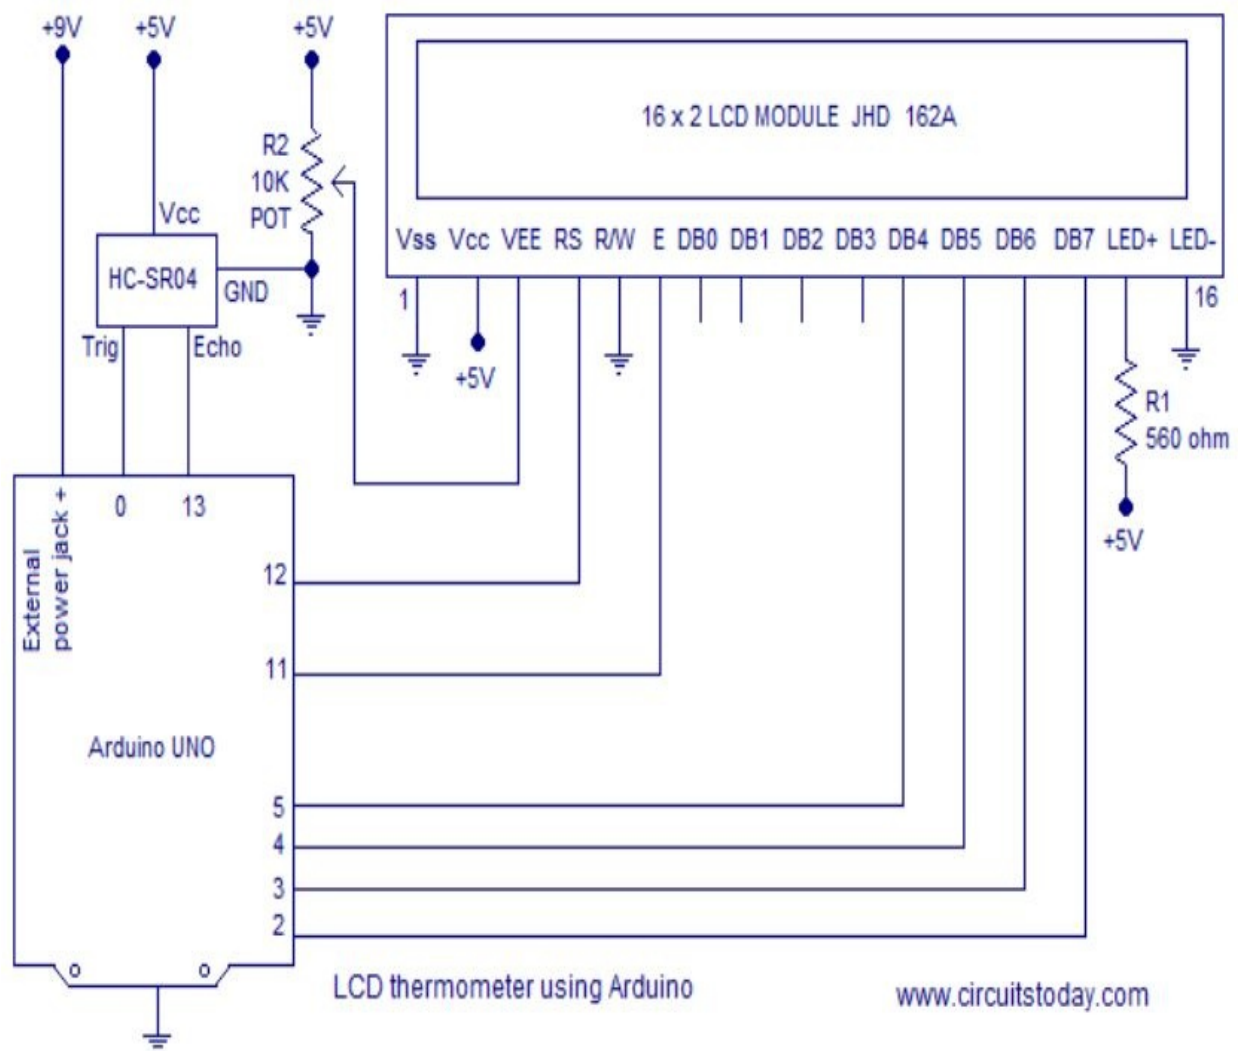 +9V
+5V
+5V
16 x 2 LCD MODULE JHD 162A
R2
10K
POT
Vcc
HC-SR04
GND
Trig
Echo
Vss Vcc VEE RS R/W E DB0 DB1 DB2 DB3 DB4 DB5 DB6 DB7 LED+ LED-
1
16
+5V
R1
560 ohm
+5V
External
power jack +
0
13
12
11
Arduino UNO
5
4
3
2
LCD thermometer using Arduino
www.circuitstoday.com